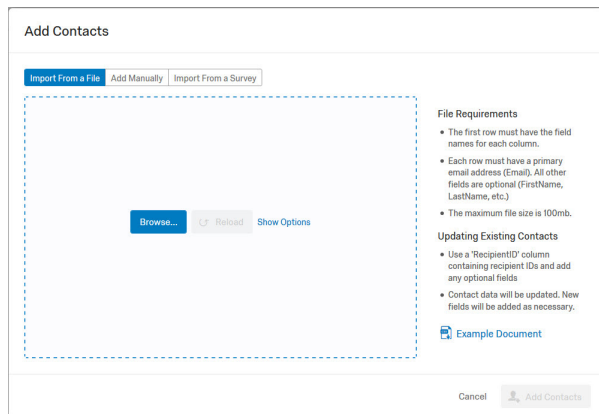 Add Contacts
Import From a File Add Manually Import From a Survey
File Requirements
• The first row must have the field
names for each column.
• Each row must have a primary
email address (Email). All other
fields are optional (FirstName,
LastName, etc.)
• The maximum file size is 100mb.
Browse... Reload Show Options
Updating Existing Contacts
• Use a 'RecipientID' column
containing recipient IDs and add
any optional fields
• Contact data will be updated. New
fields will be added as necessary.
Example Document
Cancel Add Contacts